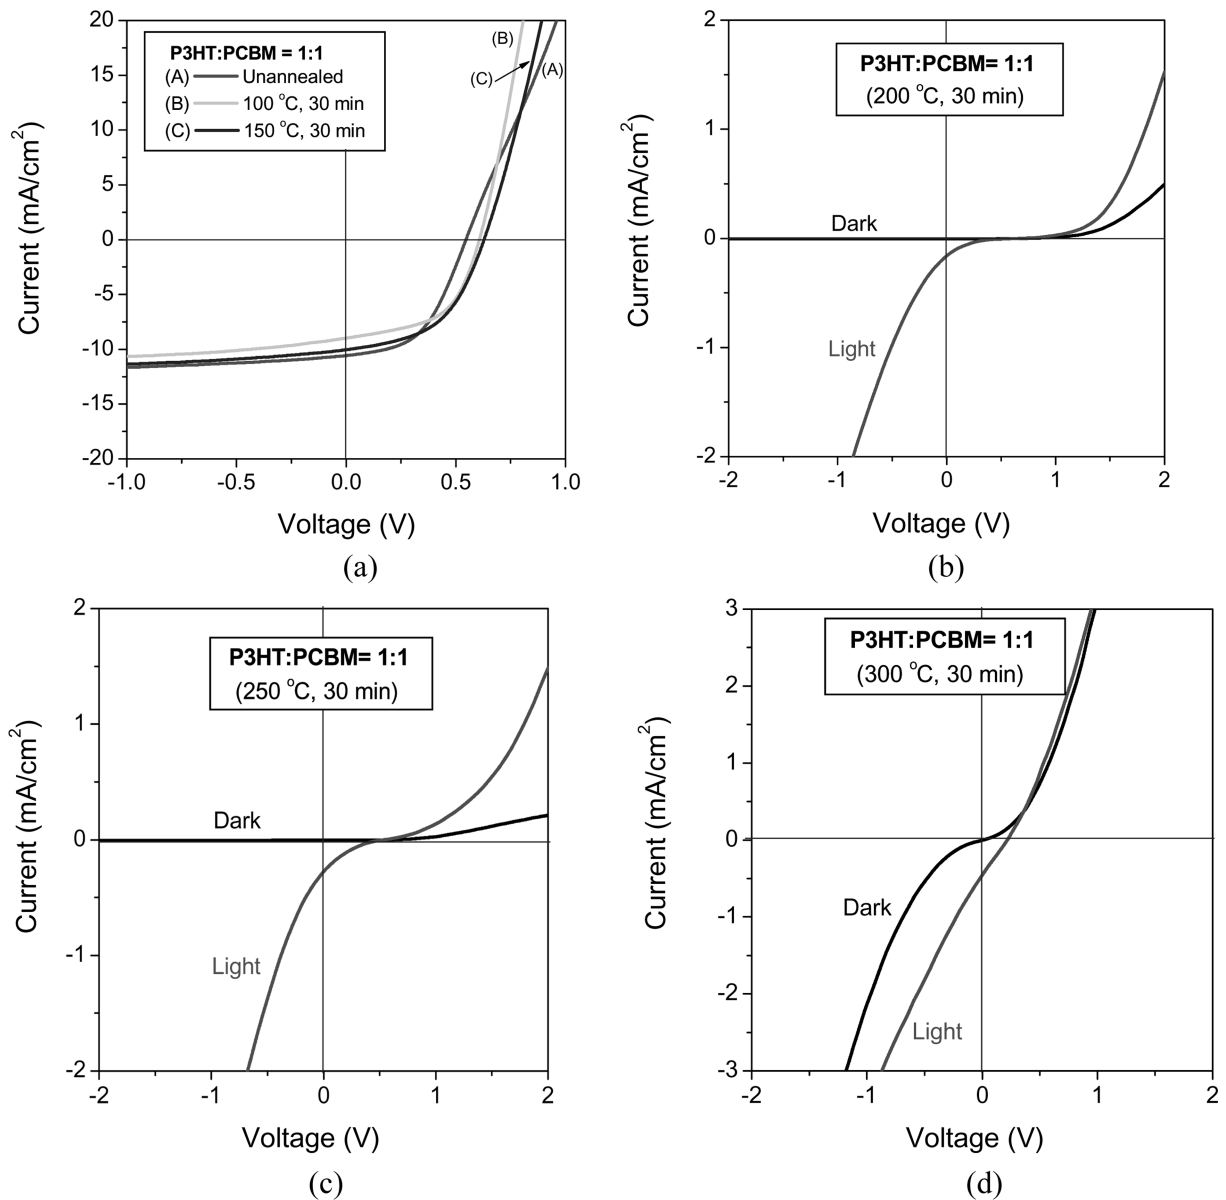 P3HT:PCBM = 1:1
(A) Unannealed
(B) 100 °C, 30 min
(C) 150 °C, 30 min
(B)
(C)
(A)
20
15
10
5
0
-5
-10
-15
-20
-1.0 -0.5 0.0 0.5 1.0
Current (mA/cm²)
Voltage (V)
(a)
P3HT:PCBM= 1:1
(200 °C, 30 min)
Dark
Light
2
1
0
-1
-2
-2 -1 0 1 2
Current (mA/cm²)
Voltage (V)
(b)
P3HT:PCBM= 1:1
(250 °C, 30 min)
Dark
Light
2
1
0
-1
-2
-2 -1 0 1 2
Current (mA/cm²)
Voltage (V)
(c)
P3HT:PCBM= 1:1
(300 °C, 30 min)
Dark
Light
3
2
1
0
-1
-2
-3
-2 -1 0 1 2
Current (mA/cm²)
Voltage (V)
(d)